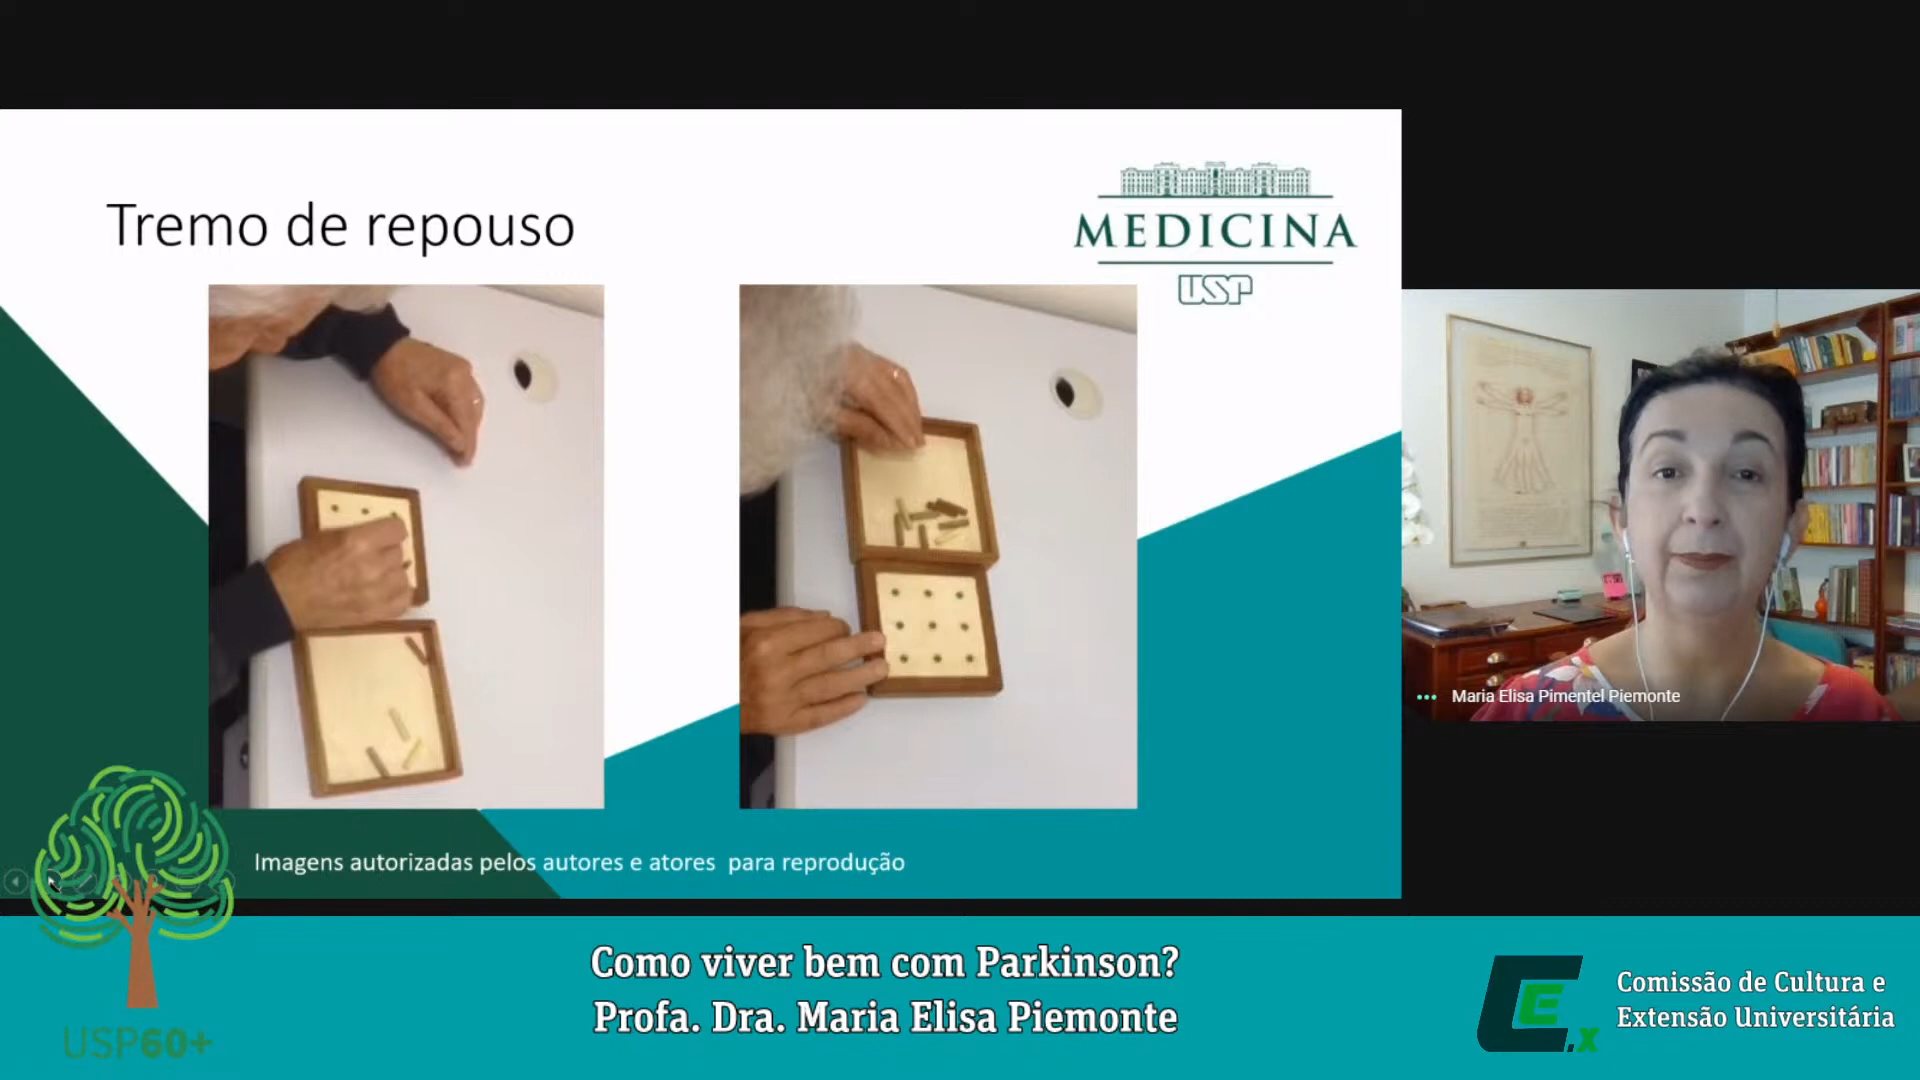 Tremo de repouso
MEDICINA
USP
Maria Elisa Pimentel Piemonte
Imagens autorizadas pelos autores e atores para reprodução
USP60+
Como viver bem com Parkinson?
Profa. Dra. Maria Elisa Piemonte
CEx
Comissão de Cultura e
Extensão Universitária